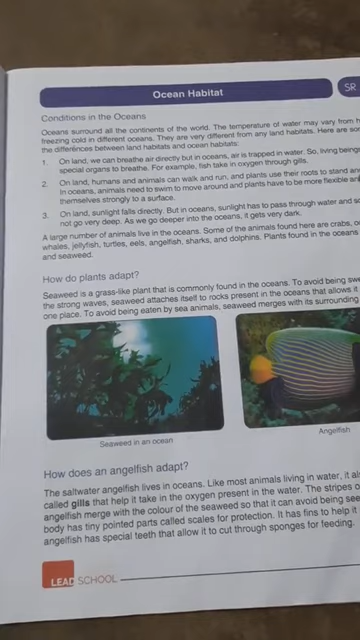 Ocean Habitat
SR
Conditions in the Oceans
Oceans surround all the continents of the world. The temperature of water may vary from
freezing cold in different oceans. They are very different from any land habitats. Here are
the differences between land habitats and ocean habitats:
1. On land, we can breathe air directly but in oceans, air is trapped in water. So, living beings
special organs to breathe. For example, fish take in oxygen through gills.
2. On land, humans and animals can walk and run, and plants use their roots to stand
In oceans, animals need to swim to move around and plants have to be more flexible
themselves strongly to a surface.
3. On land, sunlight falls directly. But in oceans, sunlight has to pass through water and
not go very deep. As we go deeper into the oceans, it gets very dark.
A large number of animals live in the oceans. Some of the animals found here are crabs,
whales, jellyfish, turtles, eels, angelfish, sharks, and dolphins. Plants found in the oceans
and seaweed.
How do plants adapt?
Seaweed is a grass-like plant that is commonly found in the oceans. To avoid being
the strong waves, seaweed attaches itself to rocks present in the oceans that allows it
one place. To avoid being eaten by sea animals, seaweed merges with its surrounding
Seaweed in an ocean
Angelfish
How does an angelfish adapt?
The saltwater angelfish lives in oceans. Like most animals living in water, it
called gills that help it take in the oxygen present in the water. The stripes
angelfish merge with the colour of the seaweed so that it can avoid being
body has tiny pointed parts called scales for protection. It has fins to help it
angelfish has special teeth that allow it to cut through sponges for feeding.
LEAD SCHOOL